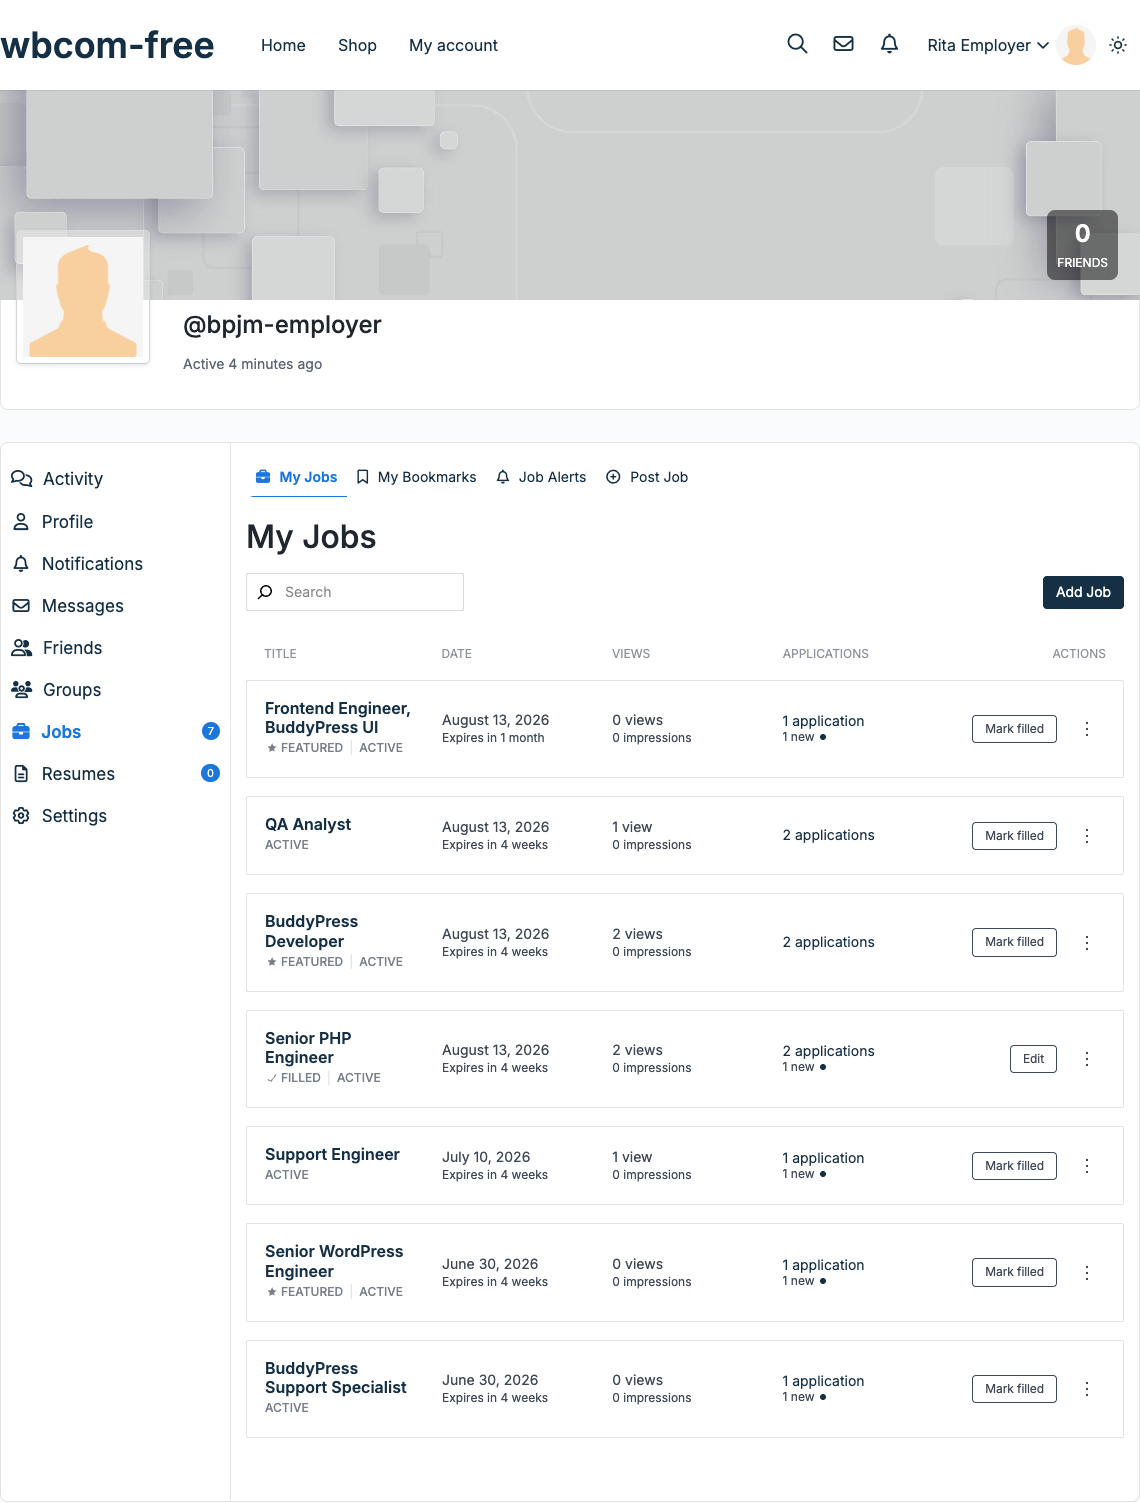 wbcom-free
Home
Shop
My account
Rita Employer
0
FRIENDS
@bpjm-employer
Active 4 minutes ago
Activity
Profile
Notifications
Messages
Friends
Groups
Jobs
7
Resumes
0
Settings
My Jobs
My Bookmarks
Job Alerts
Post Job
My Jobs
Search
Add Job
TITLE
DATE
VIEWS
APPLICATIONS
ACTIONS
Frontend Engineer,
BuddyPress UI
FEATURED
ACTIVE
August 13, 2026
Expires in 1 month
0 views
0 impressions
1 application
1 new
Mark filled
QA Analyst
ACTIVE
August 13, 2026
Expires in 4 weeks
1 view
0 impressions
2 applications
Mark filled
BuddyPress
Developer
FEATURED
ACTIVE
August 13, 2026
Expires in 4 weeks
2 views
0 impressions
2 applications
Mark filled
Senior PHP
Engineer
FILLED
ACTIVE
August 13, 2026
Expires in 4 weeks
2 views
0 impressions
2 applications
1 new
Edit
Support Engineer
ACTIVE
July 10, 2026
Expires in 4 weeks
1 view
0 impressions
1 application
1 new
Mark filled
Senior WordPress
Engineer
FEATURED
ACTIVE
June 30, 2026
Expires in 4 weeks
0 views
0 impressions
1 application
1 new
Mark filled
BuddyPress
Support Specialist
ACTIVE
June 30, 2026
Expires in 4 weeks
0 views
0 impressions
1 application
1 new
Mark filled